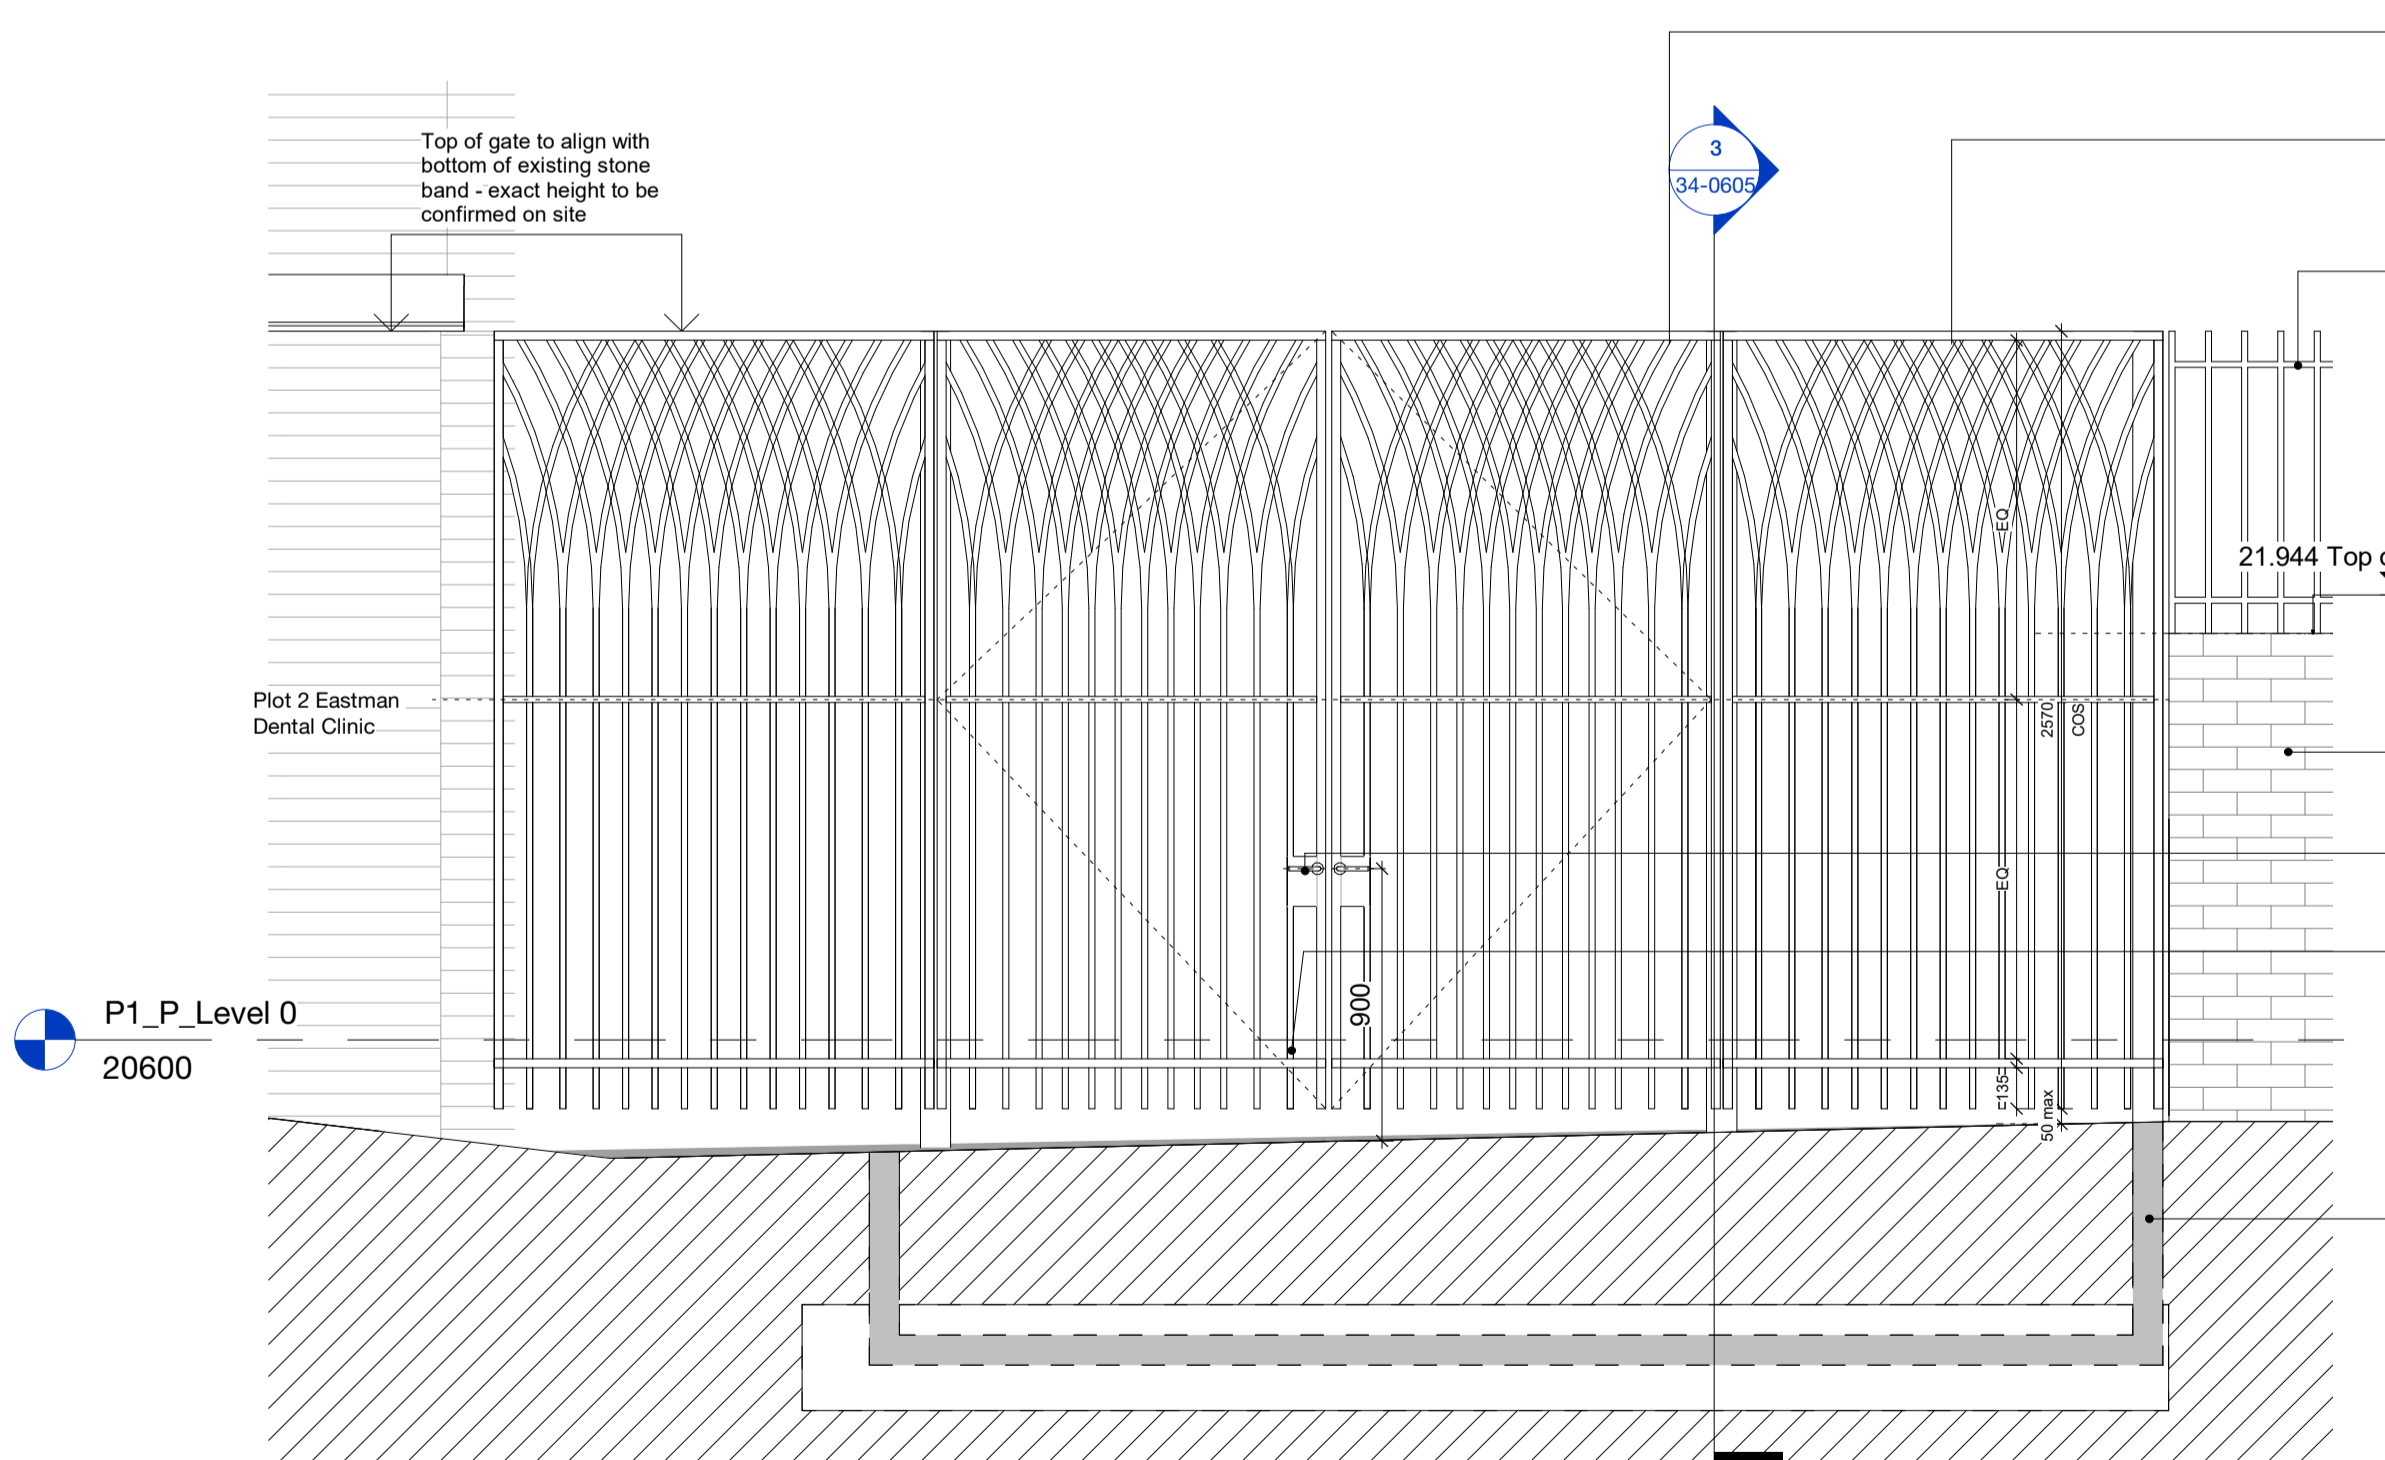 Top of gate to align with
bottom of existing stone
band - exact height to be
confirmed on site
3
34-0605
EQ
21.944 Top
Plot 2 Eastman
Dental Clinic
2570
COS
EQ
900
P1_P_Level 0
20600
135
50 max